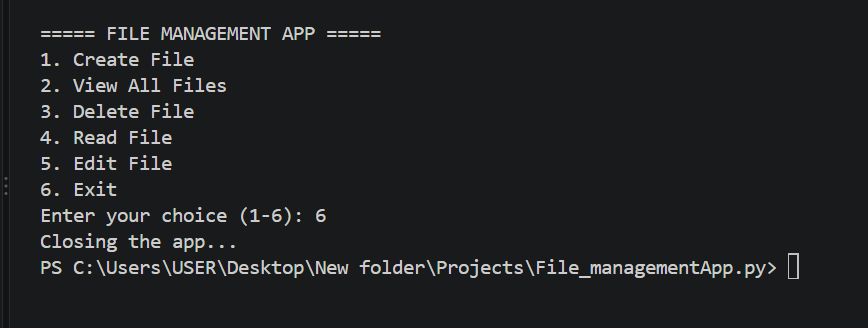 ===== FILE MANAGEMENT APP =====
1. Create File
2. View All Files
3. Delete File
4. Read File
5. Edit File
6. Exit
Enter your choice (1-6): 6
Closing the app...
PS C:\Users\USER\Desktop\New folder\Projects\File_managementApp.py>